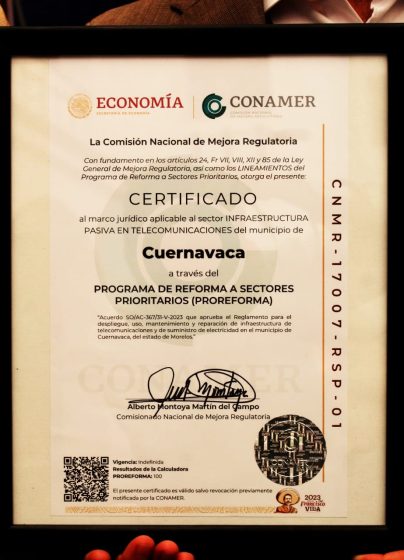 ECONOMÍA
SECRETARÍA DE ECONOMÍA
CONAMER
COMISIÓN NACIONAL
DE MEJORA REGULATORIA
La Comisión Nacional de Mejora Regulatoria
Con fundamento en los artículos 24, Fr VII, VIII, XII y 85 de la Ley
General de Mejora Regulatoria, así como los LINEAMIENTOS del
Programa de Reforma a Sectores Prioritarios, otorga el presente:
CERTIFICADO
al marco jurídico aplicable al sector INFRAESTRUCTURA
PASIVA EN TELECOMUNICACIONES del municipio de
Cuernavaca
a través del
PROGRAMA DE REFORMA A SECTORES
PRIORITARIOS (PROREFORMA)
"Acuerdo SO/AC-367/31-V-2023 que aprueba el Reglamento para el
despliegue, uso, mantenimiento y reparación de infraestructura de
telecomunicaciones y de suministro de electricidad en el municipio de
Cuernavaca, del estado de Morelos."
CONAMER
Alberto Montoya Martín del Campo
Comisionado Nacional de Mejora Regulatoria
Vigencia: Indefinida
Resultados de la Calculadora
PROREFORMA: 100
El presente certificado es válido salvo revocación previamente
notificada por la CONAMER.
2023
Francisco
VILLA
CNMR-17007-RSP-01